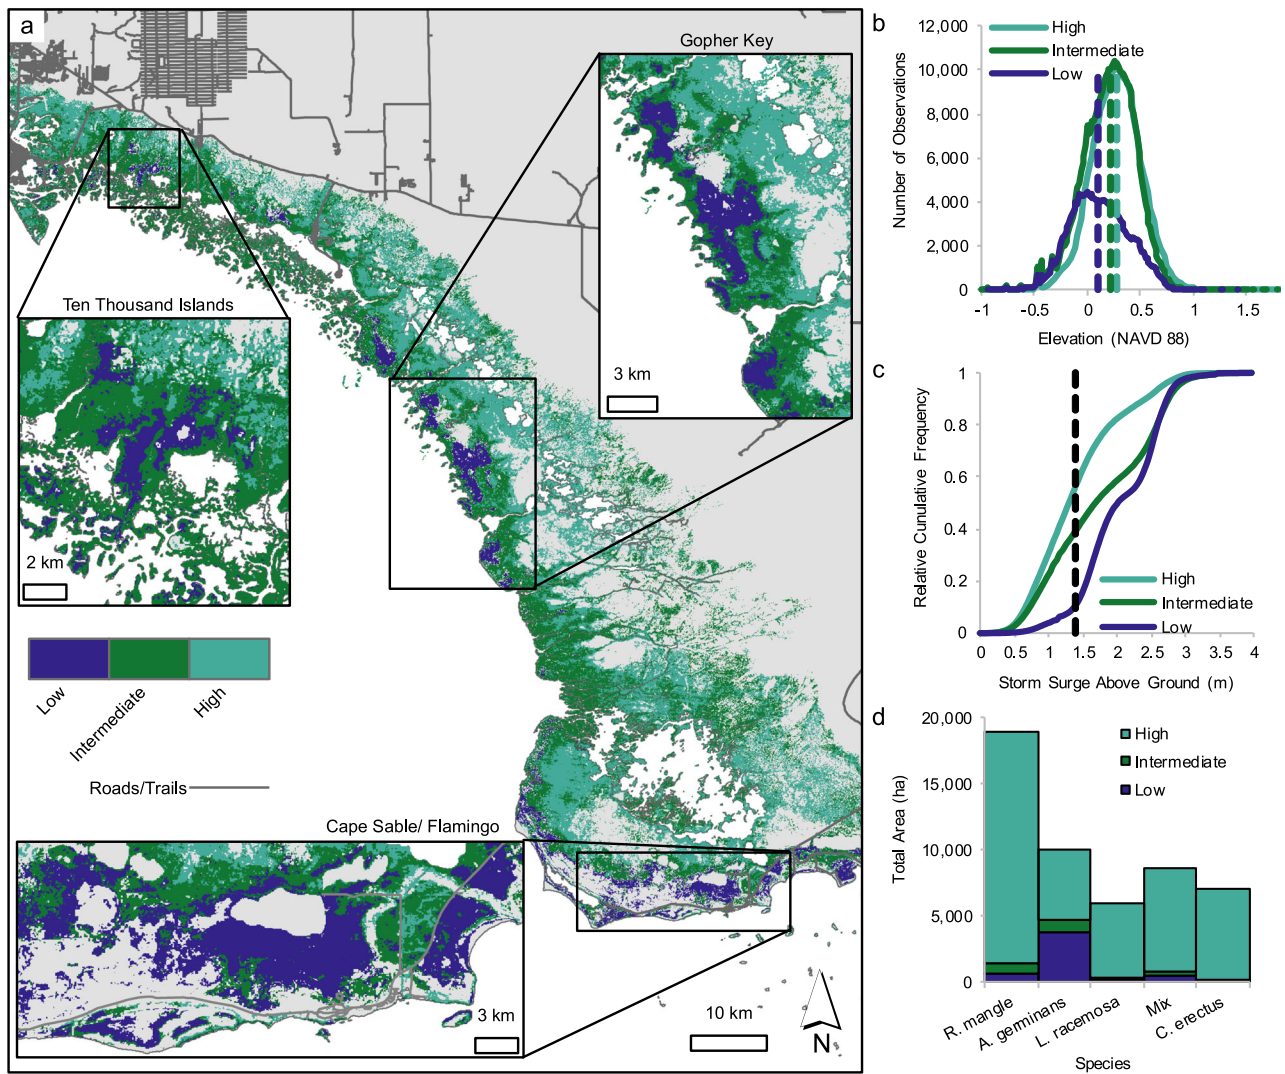 a
Gopher Key
3 km
Ten Thousand Islands
2 km
Low
Intermediate
High
Roads/Trails
Cape Sable/ Flamingo
3 km
10 km
N
b
High
Intermediate
Low
12,000
10,000
8,000
6,000
4,000
2,000
0
Number of Observations
-1
-0.5
0
0.5
1
1.5
Elevation (NAVD 88)
c
1
0.8
0.6
0.4
0.2
0
Relative Cunulative Frequency
High
Intermediate
Low
0
0.5
1
1.5
2
2.5
3
3.5
4
Storm Surge Above Ground (m)
d
20,000
15,000
10,000
5,000
0
Total Area (ha)
High
Intermediate
Low
R. mangle
A. germinans
L. racemosa
Mix
C. erectus
Species